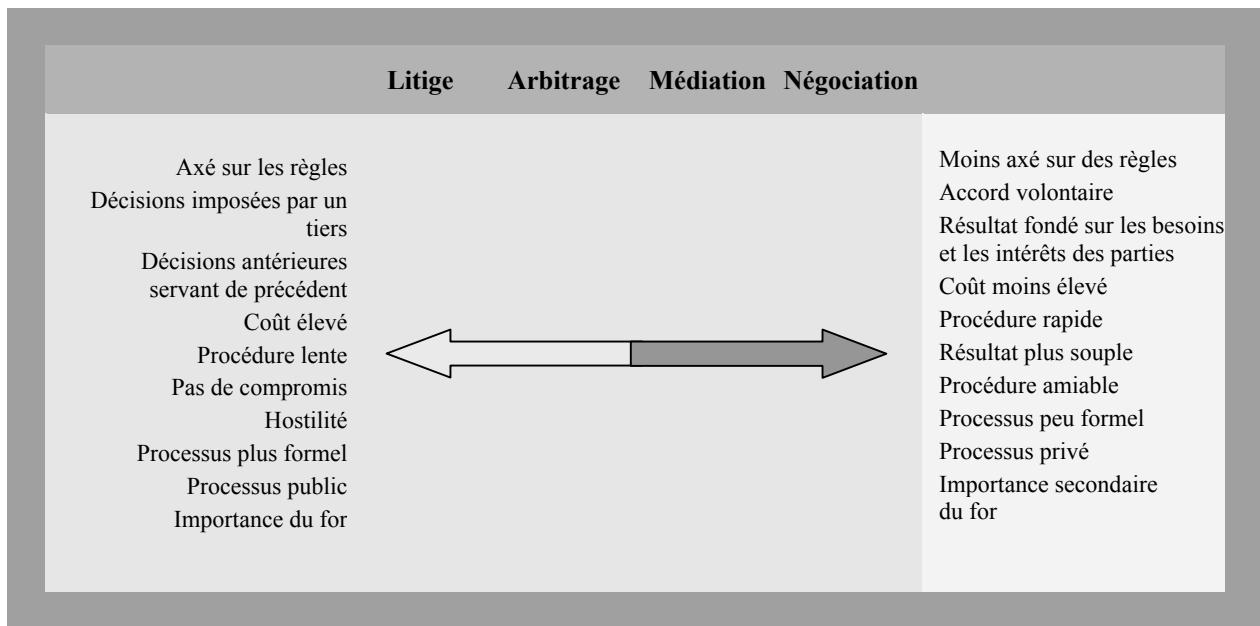 Litige Arbitrage Médiation Négociation
Axé sur les règles
Décisions imposées par un
tiers
Décisions antérieures
servant de précédent
Coût élevé
Procédure lente
Pas de compromis
Hostilité
Processus plus formel
Processus public
Importance du for
Moins axé sur des règles
Accord volontaire
Résultat fondé sur les besoins
et les intérêts des parties
Coût moins élevé
Procédure rapide
Résultat plus souple
Procédure amiable
Processus peu formel
Processus privé
Importance secondaire
du for